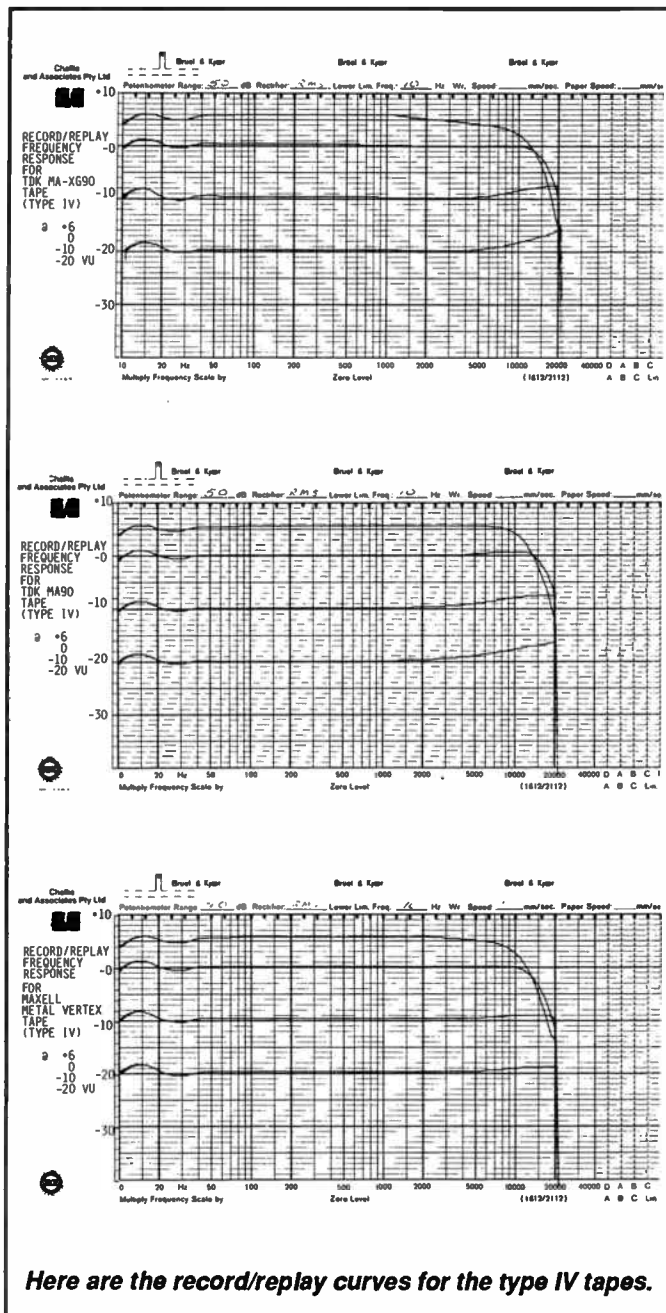 Challis
and Associates Pty Ltd
Bruel & Kjaer Bruel & Kjaer Bruel & Kjaer
Potentiometer Range: 50 dB Rectifier: RMS Lower Lim. Freq.: 10 Hz Wr. Speed: mm/sec. Paper Speed: mm/se
RECORD/REPLAY
FREQUENCY
RESPONSE
FOR
TDK MA-XG90
TAPE
(TYPE IV)
a +6
0
-10
-20 VU
+10
-0
-10
-20
-30
10 20 Hz 50 100 200 500 1000 2000 5000 10000 20000 40000 D A B C
Multiply Frequency Scale by Zero Level (1612/2112) A B C Lin
Challis
and Associates Pty Ltd
Bruel & Kjaer Bruel & Kjaer Bruel & Kjaer
Potentiometer Range: 50 dB Rectifier: RMS Lower Lim. Freq.: 10 Hz Wr. Speed mm/sec. Paper Speed: mm/se
RECORD/REPLAY
FREQUENCY
RESPONSE
FOR
TDK MA90
TAPE
(TYPE IV)
a +6
0
-10
-20 VU
+10
-0
-10
-20
-30
0 20 Hz 50 100 200 500 1000 2000 5000 10000 20000 40000 D A B C
Multiply Frequency Scale by Zero Level (1612/2112) A B C Lin
Challis
and Associates Pty Ltd
Bruel & Kjaer Bruel & Kjaer Bruel & Kjaer
Potentiometer Range dB Rectifier: Lower Lim. Freq. Hz Wr Speed mm/sec. Paper Speed: mm/se
RECORD/REPLAY
FREQUENCY
RESPONSE
FOR
MAXELL
METAL VERTEX
TAPE
(TYPE IV)
a +6
0
-10
-20 VU
+10
-0
-10
-20
-30
0 20 Hz 50 100 200 500 1000 2000 5000 10000 20000 40000 D A B C
Multiply Frequency Scale by Zero Level (1612/2112) A B C Lin
Here are the record/replay curves for the type IV tapes.